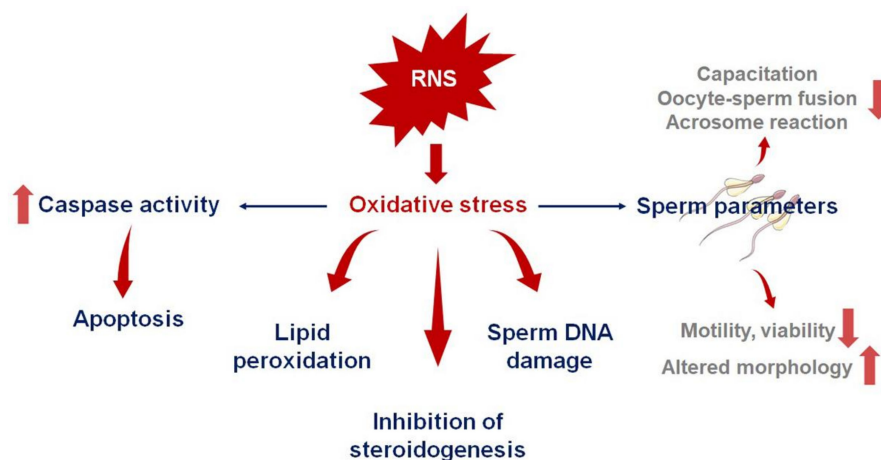 RNS
Capacitation
Oocyte-sperm fusion
Acrosome reaction
Caspase activity
Oxidative stress
Sperm parameters
Apoptosis
Lipid
peroxidation
Sperm DNA
damage
Motility, viability
Altered morphology
Inhibition of
steroidogenesis